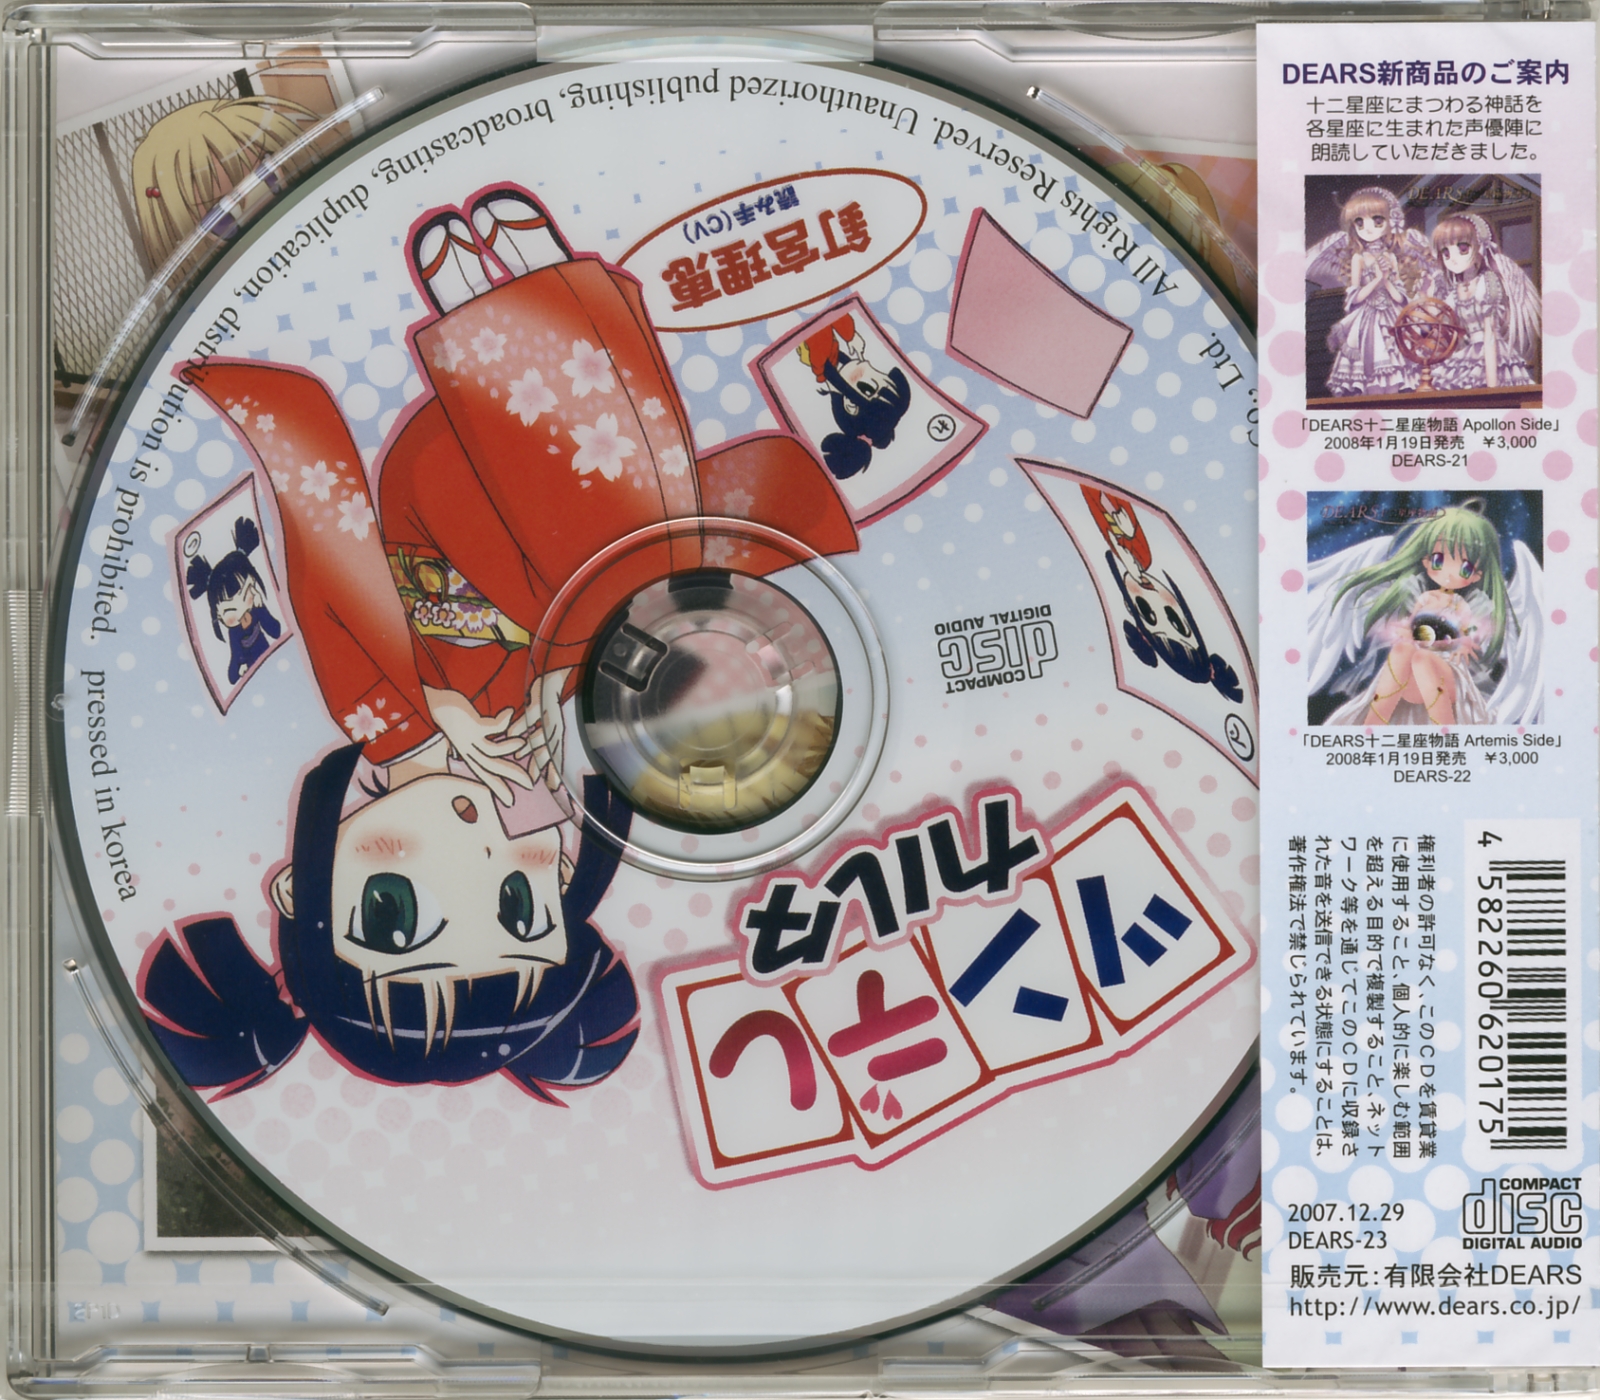 All Rights Reserved. Unauthorized publishing, broadcasting, duplication, distribution is prohibited. pressed in korea
Ltd.
読み手(CV)
釘宮理恵
COMPACT
disc
DIGITAL AUDIO
ツンデレ
カルタ
DEARS新商品のご案内
十二星座にまつわる神話を
各星座に生まれた声優陣に
朗読していただきました。
「DEARS十二星座物語 Apollon Side」
2008年1月19日発売 ¥3,000
DEARS-21
「DEARS十二星座物語 Artemis Side」
2008年1月19日発売 ¥3,000
DEARS-22
権利者の許可なく、このCDを賃貸業
に使用すること、個人的に楽しむ範囲
を超える目的で複製すること、ネット
ワーク等を通じてこのCDに収録さ
れた音を送信できる状態にすることは、
著作権法で禁じられています。
4 582260 620175
2007.12.29
DEARS-23
COMPACT
disc
DIGITAL AUDIO
販売元:有限会社DEARS
http://www.dears.co.jp/